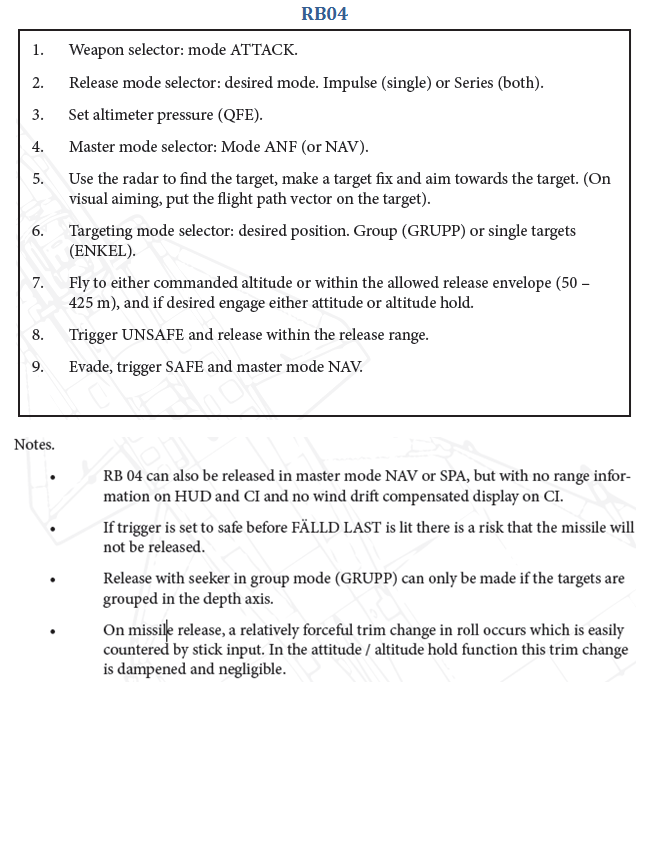 RB04
1. Weapon selector: mode ATTACK.
2. Release mode selector: desired mode. Impulse (single) or Series (both).
3. Set altimeter pressure (QFE).
4. Master mode selector: Mode ANF (or NAV).
5. Use the radar to find the target, make a target fix and aim towards the target. (On
visual aiming, put the flight path vector on the target).
6. Targeting mode selector: desired position. Group (GRUPP) or single targets
(ENKEL).
7. Fly to either commanded altitude or within the allowed release envelope (50 –
425 m), and if desired engage either attitude or altitude hold.
8. Trigger UNSAFE and release within the release range.
9. Evade, trigger SAFE and master mode NAV.
Notes.
• RB 04 can also be released in master mode NAV or SPA, but with no range infor-
mation on HUD and CI and no wind drift compensated display on CI.
• If trigger is set to safe before FÄLLD LAST is lit there is a risk that the missile will
not be released.
• Release with seeker in group mode (GRUPP) can only be made if the targets are
grouped in the depth axis.
• On missile release, a relatively forceful trim change in roll occurs which is easily
countered by stick input. In the attitude / altitude hold function this trim change
is dampened and negligible.